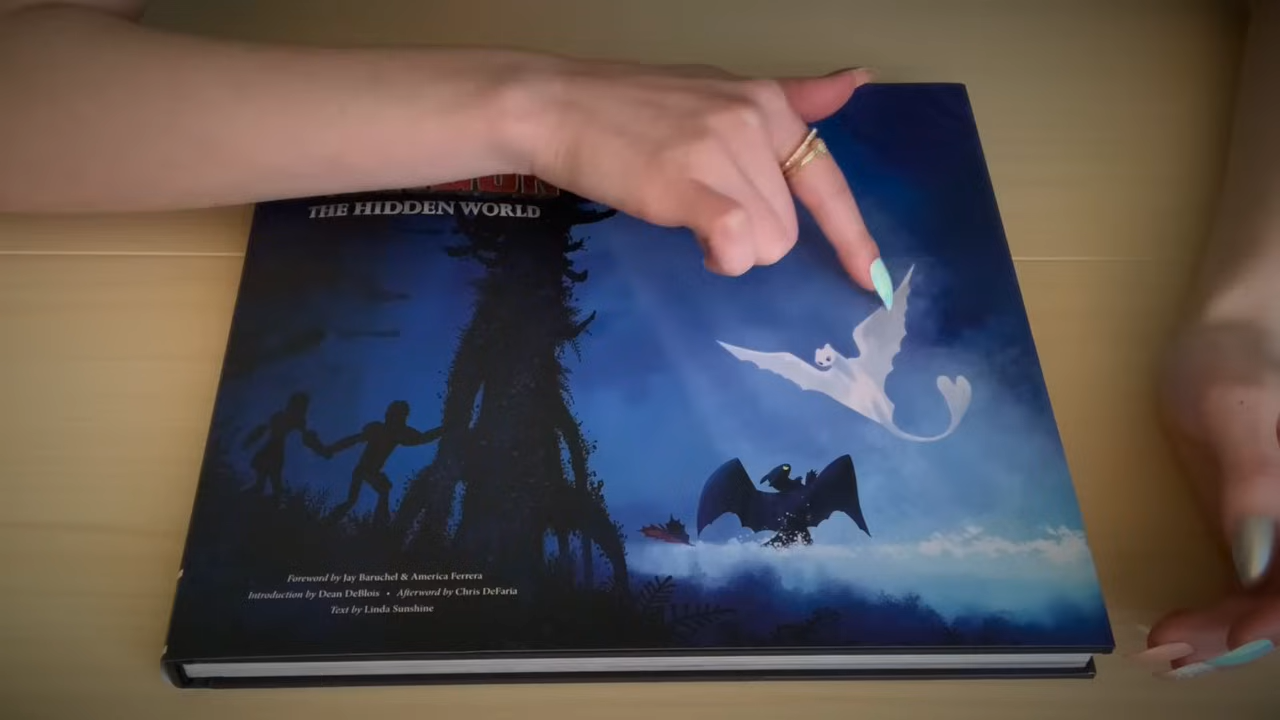 THE HIDDEN WORLD
Foreword by Jay Baruchel & America Ferrera
Introduction by Dean DeBlois • Afterword by Chris DeFaria
Text by Linda Sunshine